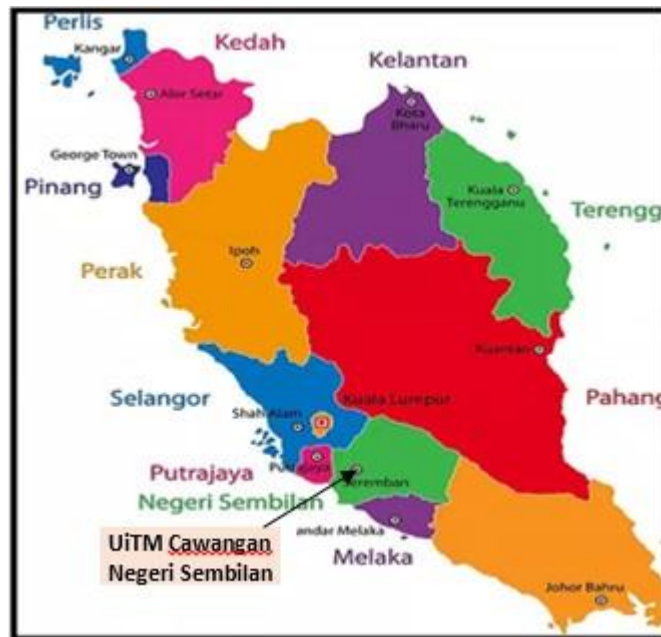 Perlis
Kangar
Kedah
Alor Setar
Kelantan
Kota
Bharu
George Town
Pinang
Kuala
Terengganu
Terengg
Ipoh
Perak
Kuantan
Selangor
Kuala Lumpur
Shah Alam
Pahang
Putrajaya
Putrajaya
Seremban
Negeri Sembilan
andar Melaka
Melaka
UiTM Cawangan
Negeri Sembilan
Johor Bahru